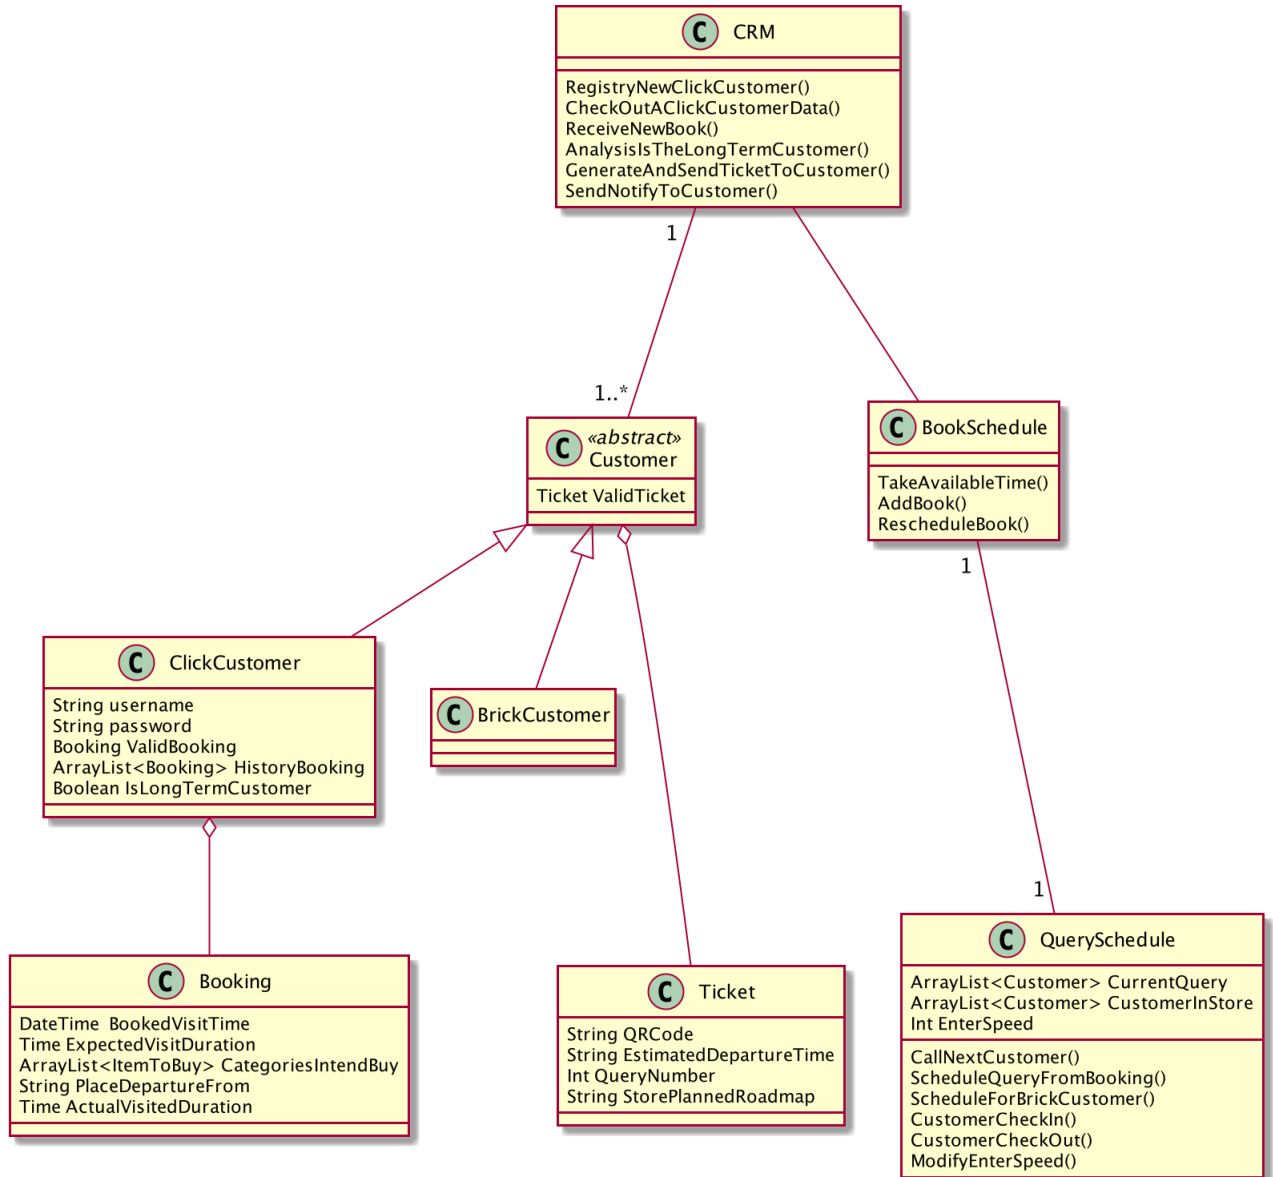 C CRM
RegistryNewClickCustomer()
CheckOutAClickCustomerData()
ReceiveNewBook()
AnalysisIsTheLongTermCustomer()
GenerateAndSendTicketToCustomer()
SendNotifyToCustomer()
1
1..*
C «abstract»
Customer
Ticket ValidTicket
C BookSchedule
TakeAvailableTime()
AddBook()
RescheduleBook()
1
C ClickCustomer
String username
String password
Booking ValidBooking
ArrayList<Booking> HistoryBooking
Boolean IsLongTermCustomer
C BrickCustomer
1
C Booking
DateTime BookedVisitTime
Time ExpectedVisitDuration
ArrayList<ItemToBuy> CategoriesIntendBuy
String PlaceDepartureFrom
Time ActualVisitedDuration
C Ticket
String QRCode
String EstimatedDepartureTime
Int QueryNumber
String StorePlannedRoadmap
C QuerySchedule
ArrayList<Customer> CurrentQuery
ArrayList<Customer> CustomerInStore
Int EnterSpeed
CallNextCustomer()
ScheduleQueryFromBooking()
ScheduleForBrickCustomer()
CustomerCheckIn()
CustomerCheckOut()
ModifyEnterSpeed()